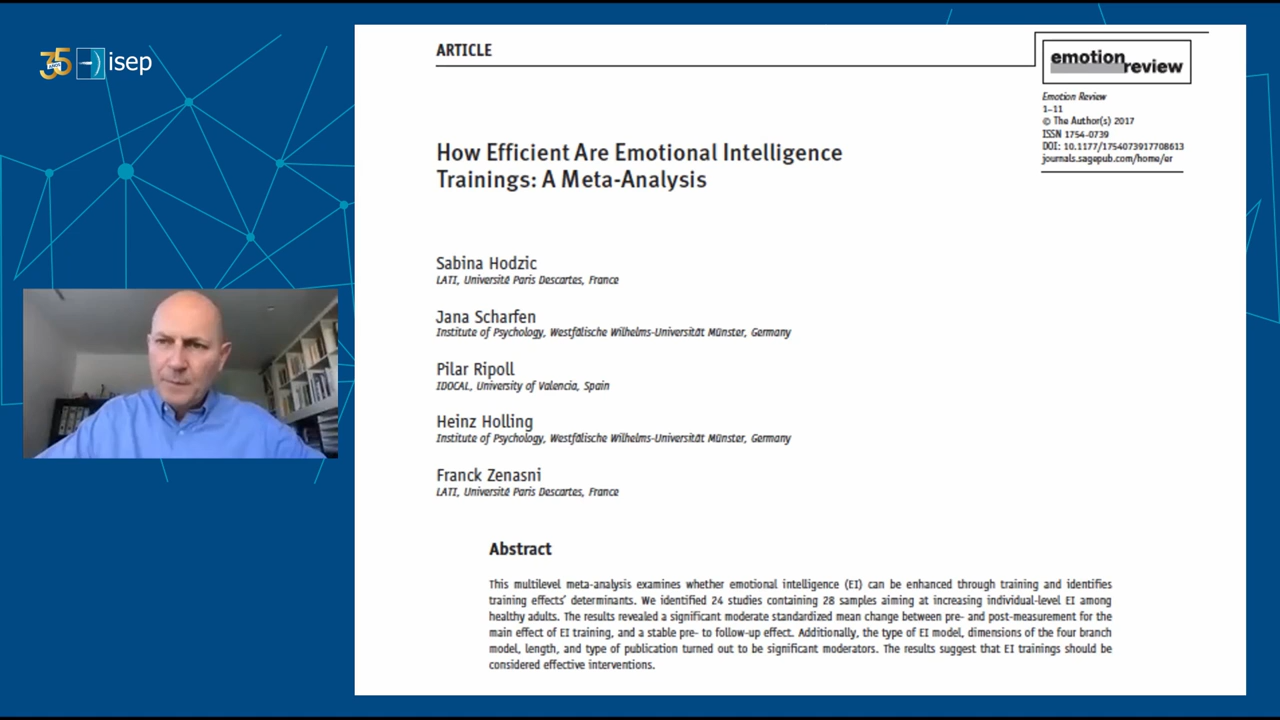 35
isep
ARTICLE
emotion
review
Emotion Review
1–11
© The Author(s) 2017
ISSN 1754-0739
DOI: 10.1177/1754073917708613
journals.sagepub.com/home/er
How Efficient Are Emotional Intelligence
Trainings: A Meta-Analysis
Sabina Hodzic
LATI, Université Paris Descartes, France
Jana Scharfen
Institute of Psychology, Westfälische Wilhelms-Universität Münster, Germany
Pilar Ripoll
IDOCAL, University of Valencia, Spain
Heinz Holling
Institute of Psychology, Westfälische Wilhelms-Universität Münster, Germany
Franck Zenasni
LATI, Université Paris Descartes, France
Abstract
This multilevel meta-analysis examines whether emotional intelligence (EI) can be enhanced through training and identifies
training effects’ determinants. We identified 24 studies containing 28 samples aiming at increasing individual-level EI among
healthy adults. The results revealed a significant moderate standardized mean change between pre- and post-measurement for the
main effect of EI training, and a stable pre- to follow-up effect. Additionally, the type of EI model, dimensions of the four branch
model, length, and type of publication turned out to be significant moderators. The results suggest that EI trainings should be
considered effective interventions.